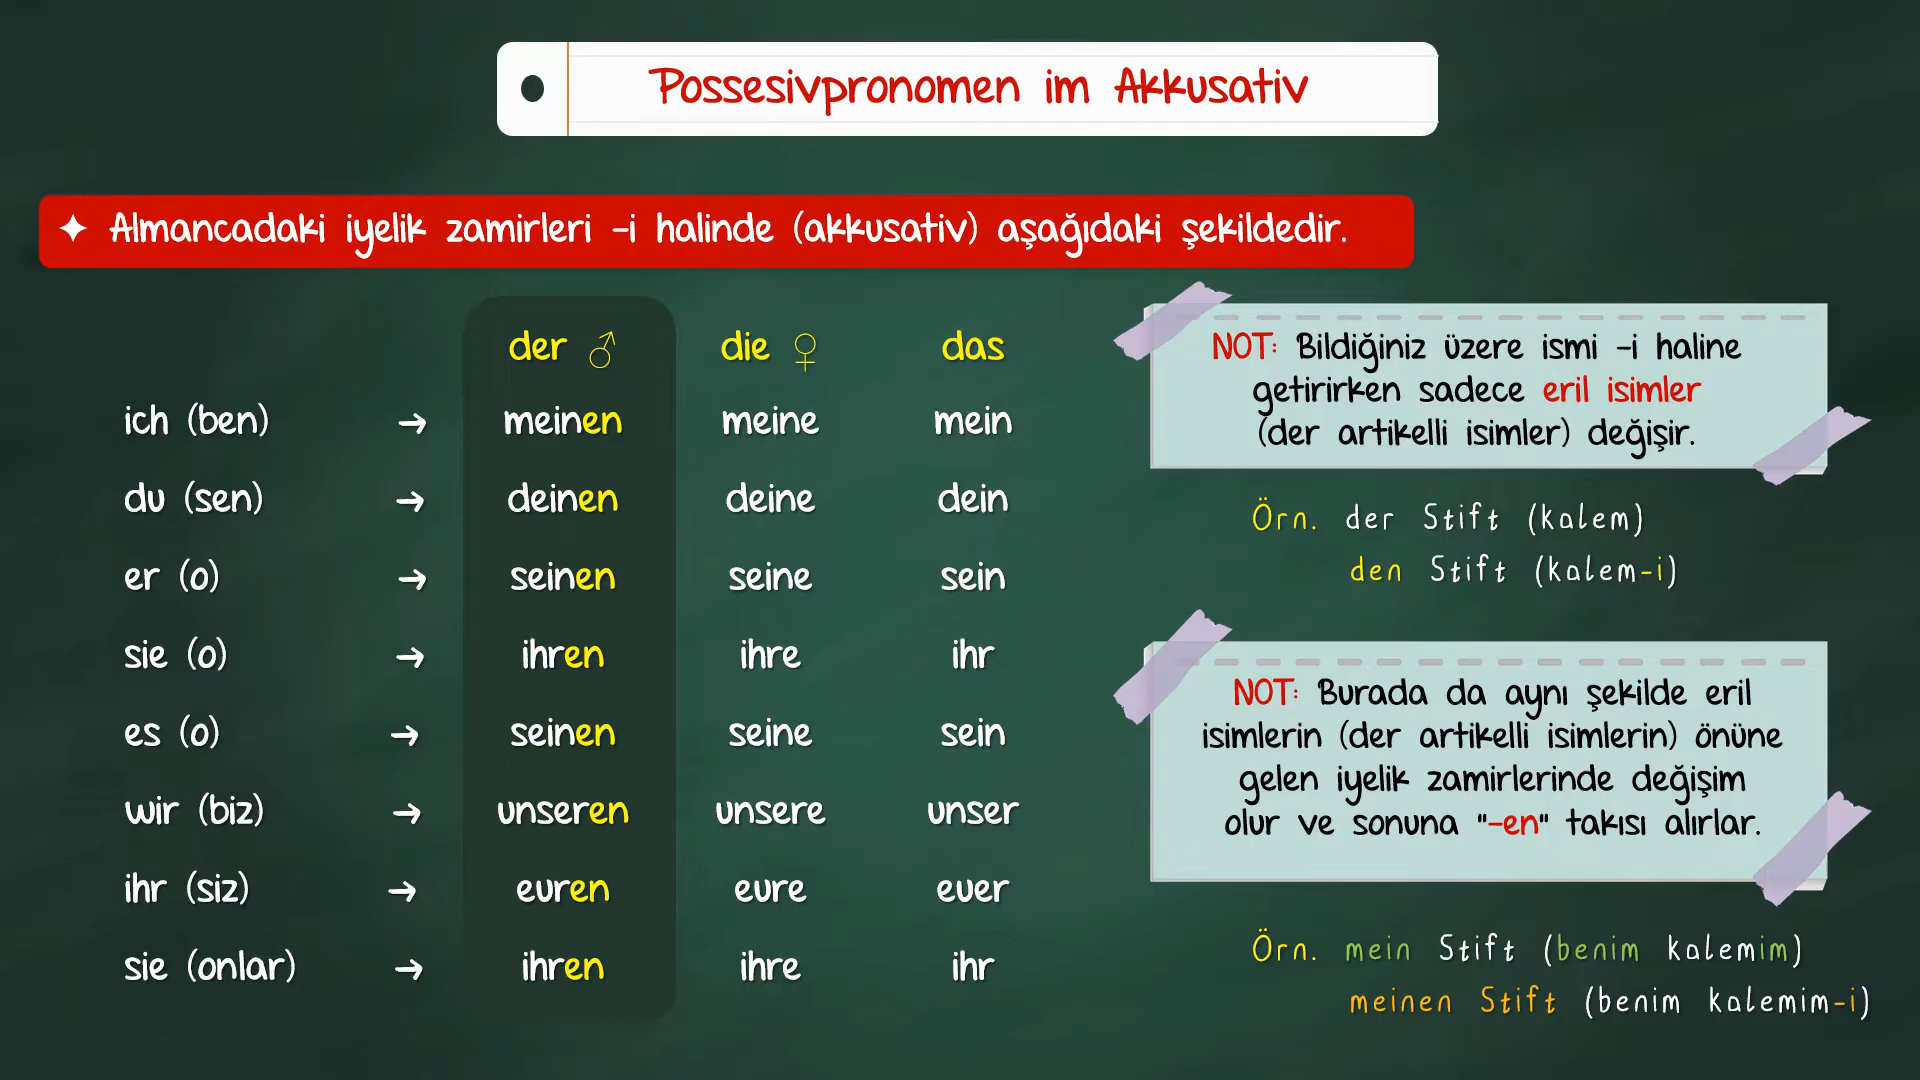 Possesivpronomen im Akkusativ
✦ Almancadaki iyelik zamirleri -i halinde (akkusativ) aşağıdaki şekildedir.
der ♂ die ♀ das
ich (ben) → meinen meine mein
du (sen) → deinen deine dein
er (o) → seinen seine sein
sie (o) → ihren ihre ihr
es (o) → seinen seine sein
wir (biz) → unseren unsere unser
ihr (siz) → euren eure euer
sie (onlar) → ihren ihre ihr
NOT: Bildiğiniz üzere ismi -i haline
getirirken sadece eril isimler
(der artikelli isimler) değişir.
Örn. der Stift (kalem)
den Stift (kalem-i)
NOT: Burada da aynı şekilde eril
isimlerin (der artikelli isimlerin) önüne
gelen iyelik zamirlerinde değişim
olur ve sonuna "-en" takısı alırlar.
Örn. mein Stift (benim kalemim)
meinen Stift (benim kalemim-i)